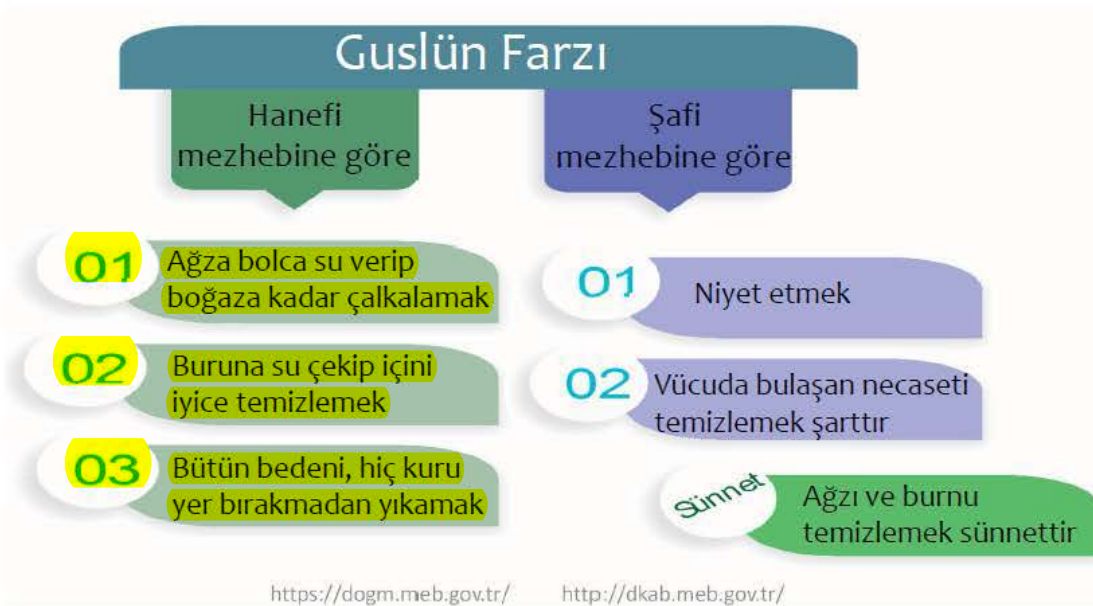 Guslün Farzı
Hanefi
mezhebine göre
01
Ağza bolca su verip
boğaza kadar çalkalamak
02
Buruna su çekip içini
iyice temizlemek
03
Bütün bedeni, hiç kuru
yer bırakmadan yıkamak
Şafi
mezhebine göre
01
Niyet etmek
02
Vücuda bulaşan necaseti
temizlemek şarttır
Sünnet
Ağzı ve burnu
temizlemek sünnettir
https://dogm.meb.gov.tr/
http://dkab.meb.gov.tr/